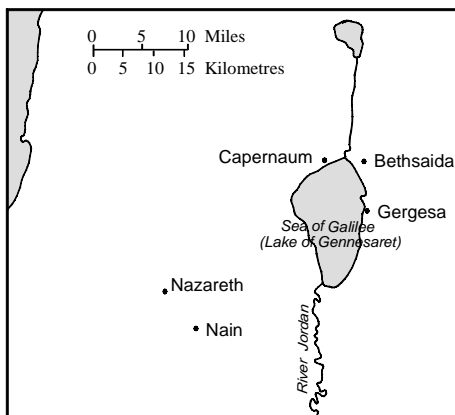 0 5 10 Miles
0 5 10 15 Kilometres
Capernaum
Bethsaida
Gergesa
Sea of Galilee
(Lake of Gennesaret)
Nazareth
Nain
River Jordan